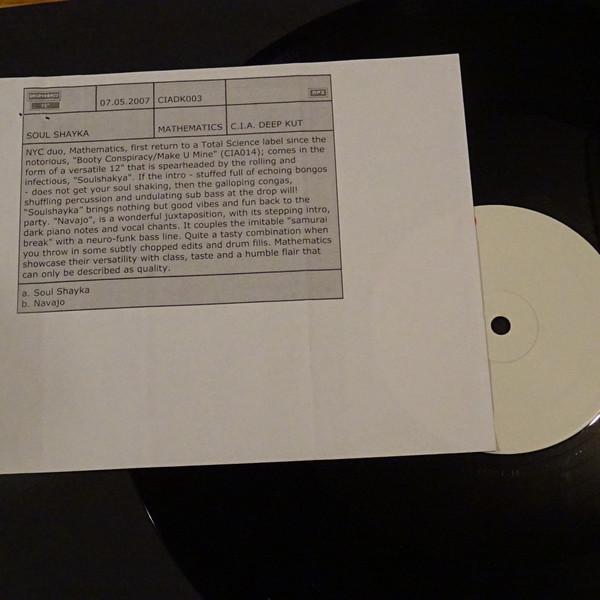 12"
07.05.2007 CIADK003 MP3
SOUL SHAYKA MATHEMATICS C.I.A. DEEP KUT
NYC duo, Mathematics, first return to a Total Science label since the
notorious, "Booty Conspiracy/Make U Mine" (CIA014); comes in the
form of a versatile 12" that is spearheaded by the rolling and
infectious, "Soulshakya". If the intro - stuffed full of echoing bongos
- does not get your soul shaking, then the galloping congas,
shuffling percussion and undulating sub bass at the drop will!
"Soulshayka" brings nothing but good vibes and fun back to the
party. "Navajo", is a wonderful juxtaposition, with its stepping intro,
dark piano notes and vocal chants. It couples the imitable "samurai
break" with a neuro-funk bass line. Quite a tasty combination when
you throw in some subtly chopped edits and drum fills. Mathematics
showcase their versatility with class, taste and a humble flair that
can only be described as quality.
a. Soul Shayka
b. Navajo